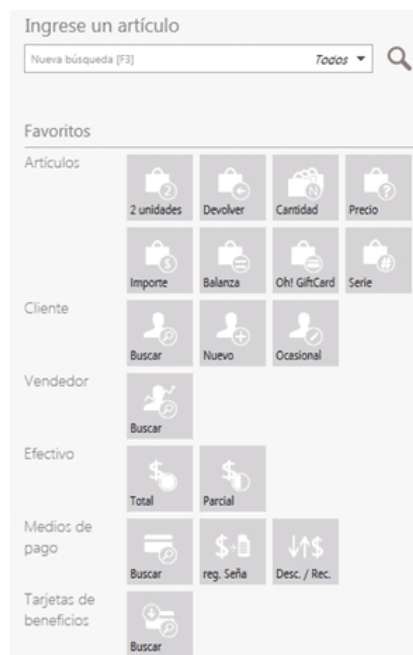 Ingrese un artículo
Nueva búsqueda [F3] Todos
Favoritos
Artículos
2
N
?
2 unidades Devolver Cantidad Precio
$
#
Importe Balanza Oh! GiftCard Serie
Cliente
Buscar Nuevo Ocasional
Vendedor
Buscar
Efectivo
$ $
Total Parcial
Medios de
pago
$ $
Buscar reg. Seña Desc. / Rec.
Tarjetas de
beneficios
Buscar